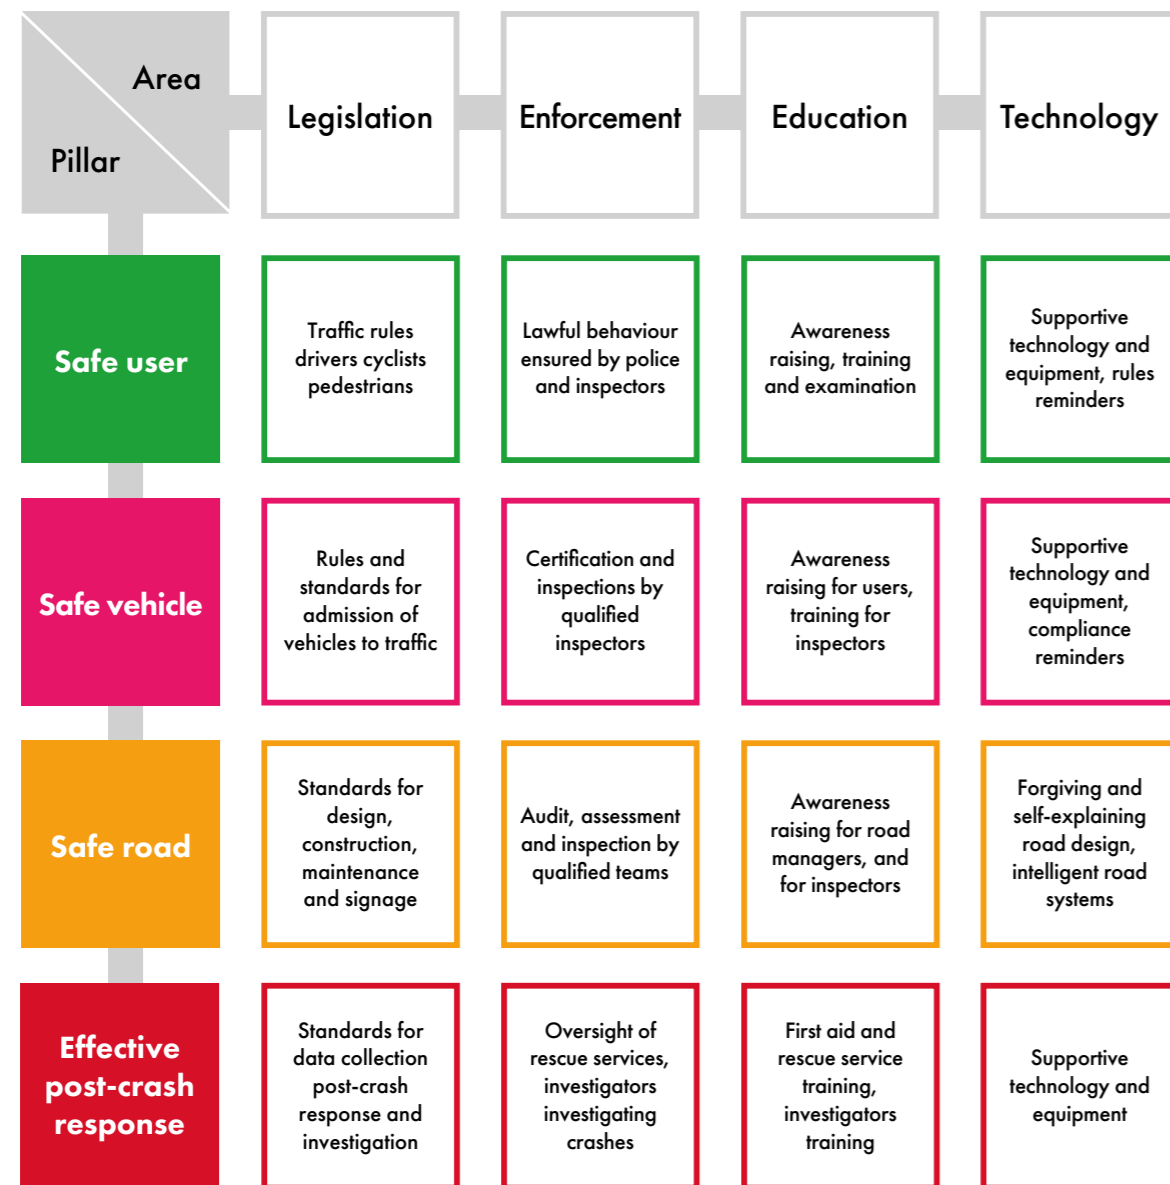 Area
Pillar
Legislation
Enforcement
Education
Technology
Safe user
Traffic rules
drivers cyclists
pedestrians
Lawful behaviour
ensured by police
and inspectors
Awareness
raising, training
and examination
Supportive
technology and
equipment, rules
reminders
Safe vehicle
Rules and
standards for
admission of
vehicles to traffic
Certification and
inspections by
qualified
inspectors
Awareness
raising for users,
training for
inspectors
Supportive
technology and
equipment,
compliance
reminders
Safe road
Standards for
design,
construction,
maintenance
and signage
Audit, assessment
and inspection by
qualified teams
Awareness
raising for road
managers, and
for inspectors
Forgiving and
self-explaining
road design,
intelligent road
systems
Effective
post-crash
response
Standards for
data collection
post-crash
response and
investigation
Oversight of
rescue services,
investigators
investigating
crashes
First aid and
rescue service
training,
investigators
training
Supportive
technology and
equipment